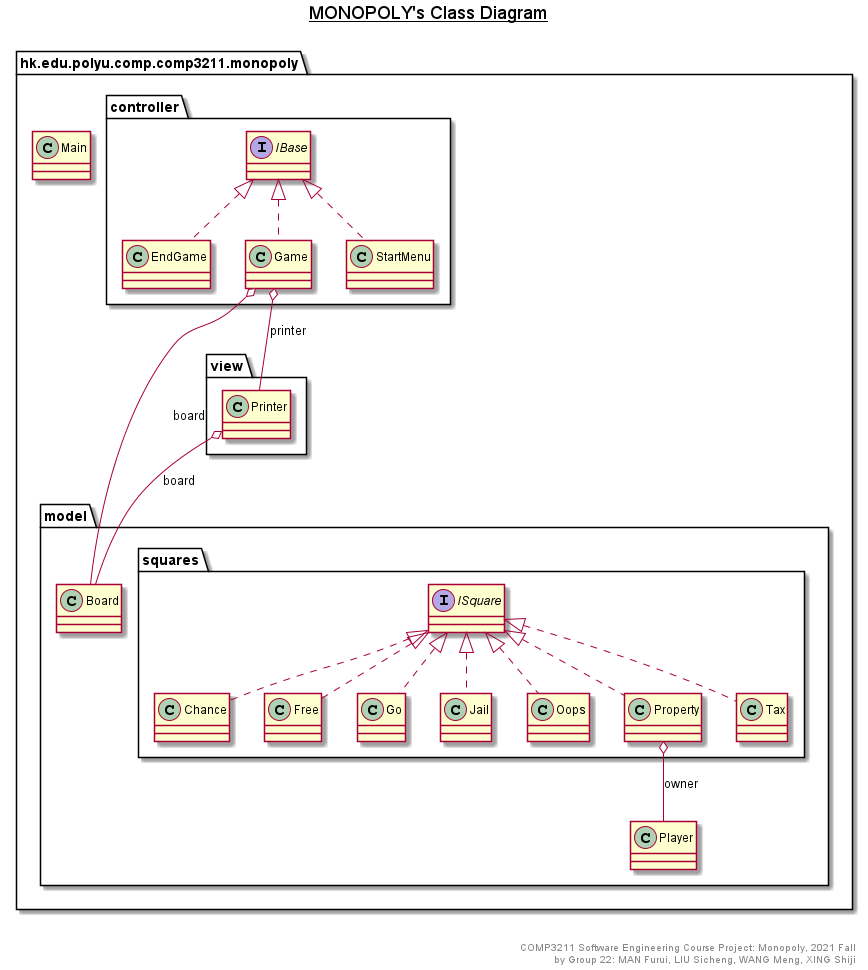 MONOPOLY's Class Diagram
hk.edu.polyu.comp.comp3211.monopoly
controller
C Main
I IBase
C EndGame
C Game
C StartMenu
printer
view
C Printer
board
board
model
squares
C Board
I ISquare
C Chance
C Free
C Go
C Jail
C Oops
C Property
C Tax
owner
C Player
COMP3211 Software Engineering Course Project: Monopoly, 2021 Fall
by Group 22: MAN Furui, LIU Sicheng, WANG Meng, XING Shiji